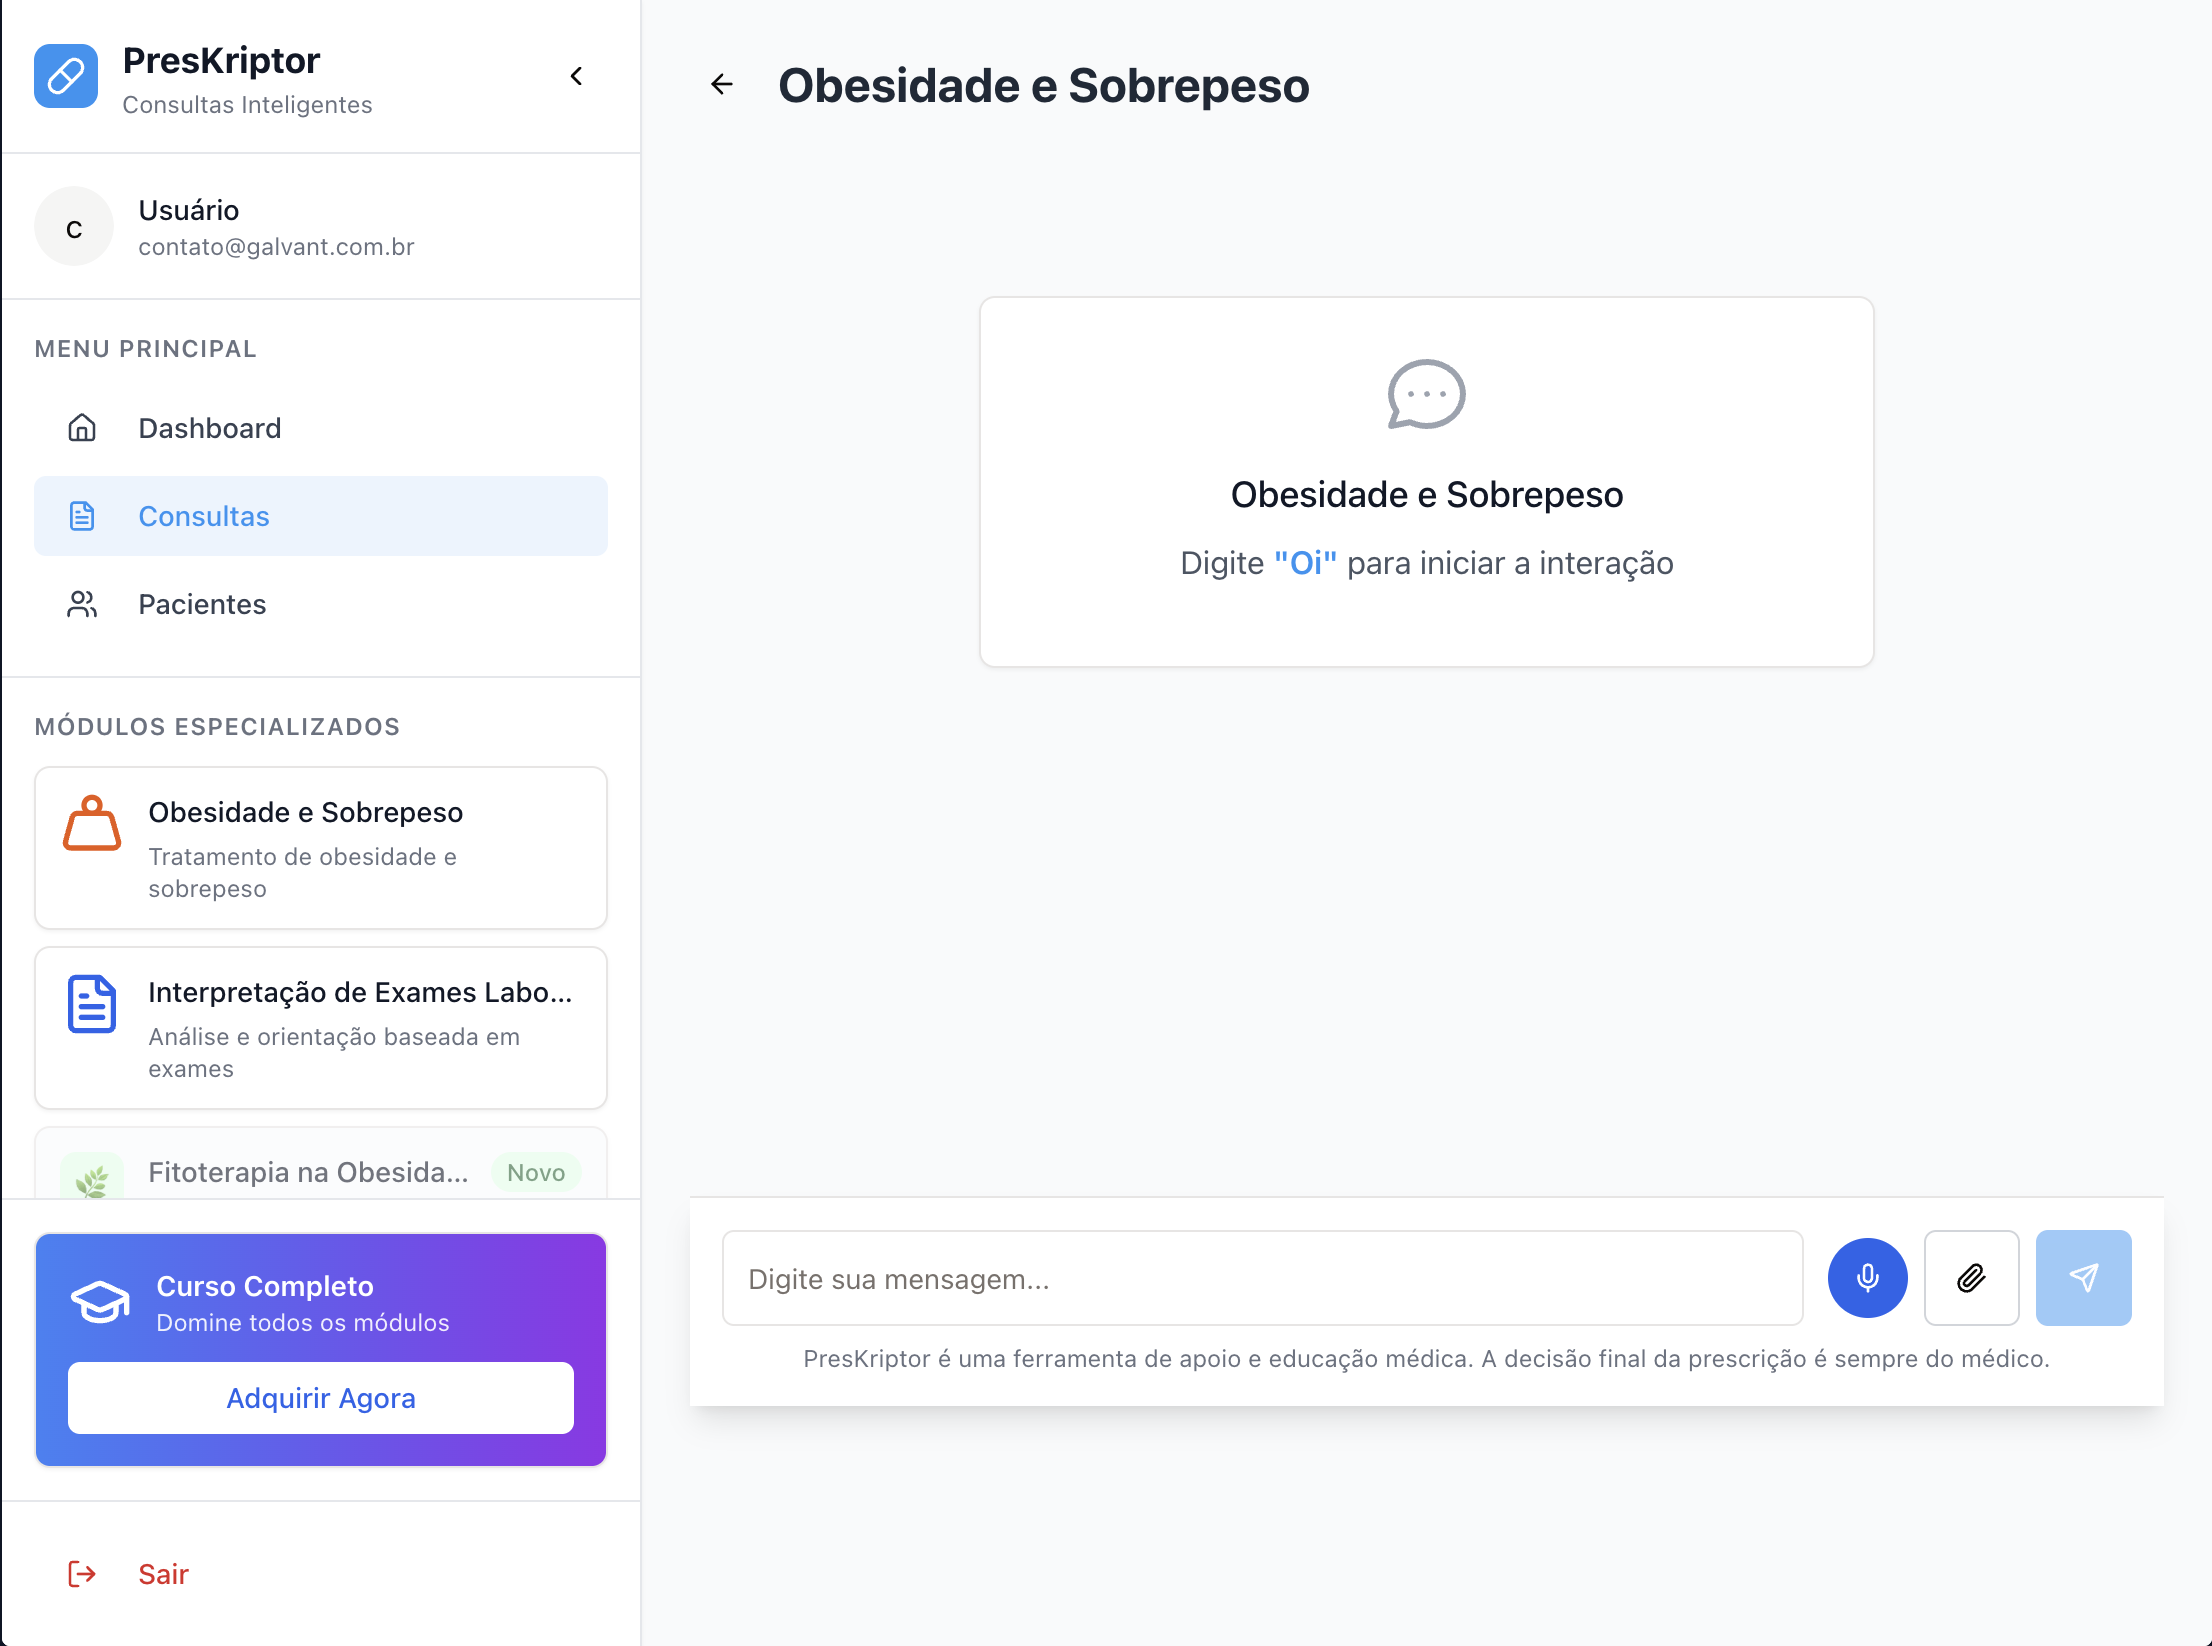 PresKriptor
Consultas Inteligentes
c
Usuário
contato@galvant.com.br
MENU PRINCIPAL
Dashboard
Consultas
Pacientes
MÓDULOS ESPECIALIZADOS
Obesidade e Sobrepeso
Tratamento de obesidade e
sobrepeso
Interpretação de Exames Labo...
Análise e orientação baseada em
exames
Fitoterapia na Obesida... Novo
Curso Completo
Domine todos os módulos
Adquirir Agora
Sair
Obesidade e Sobrepeso
Obesidade e Sobrepeso
Digite "Oi" para iniciar a interação
Digite sua mensagem...
PresKriptor é uma ferramenta de apoio e educação médica. A decisão final da prescrição é sempre do médico.